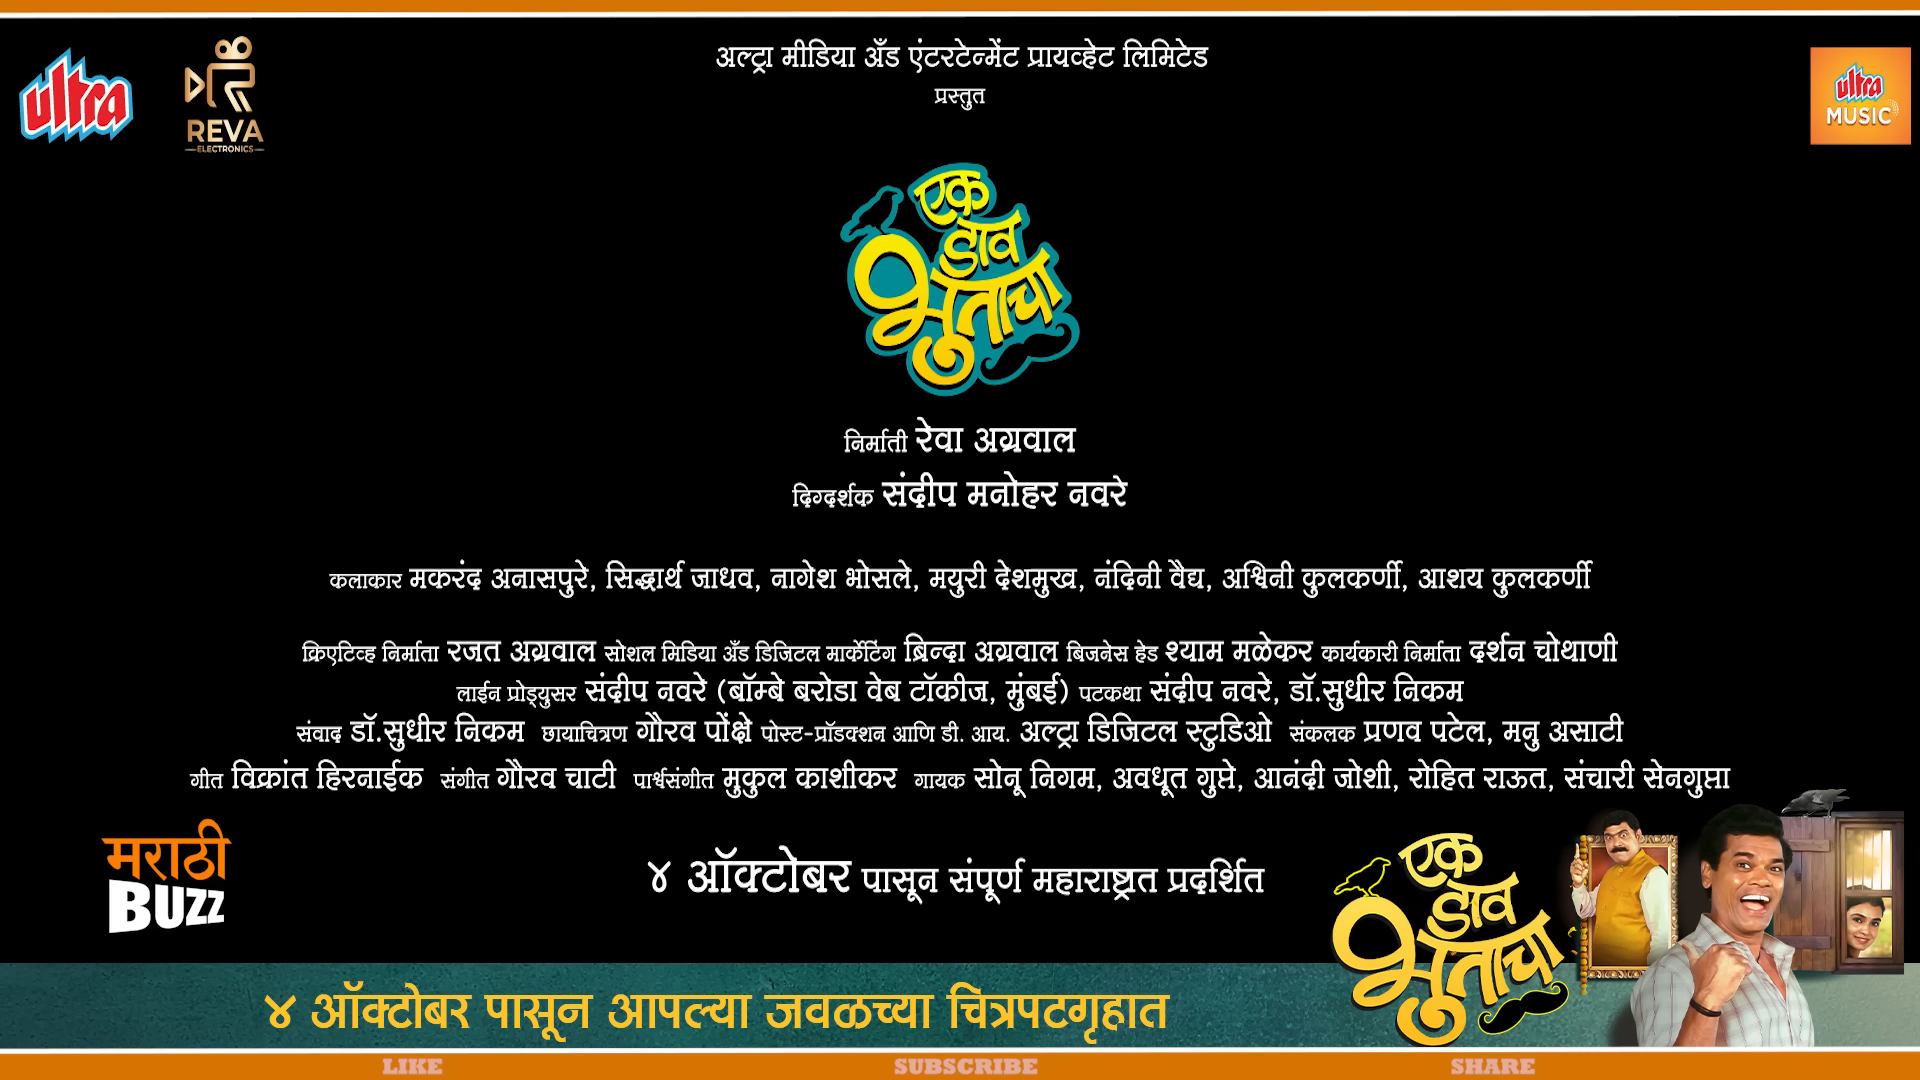 अल्ट्रा मीडिया अँड एंटरटेन्मेंट प्रायव्हेट लिमिटेड
प्रस्तुत
ultra
REVA
ELECTRONICS
ultra
MUSIC
एक
डाव
भुताचा
निर्माती रेवा अग्रवाल
दिग्दर्शक संदीप मनोहर नवरे
कलाकार मकरंद अनासपुरे, सिद्धार्थ जाधव, नागेश भोसले, मयुरी देशमुख, नंदिनी वैद्य, अश्विनी कुलकर्णी, आशय कुलकर्णी
क्रिएटिव्ह निर्माता रजत अग्रवाल सोशल मिडिया अँड डिजिटल मार्केटिंग ब्रिन्दा अग्रवाल बिजनेस हेड श्याम मळेकर कार्यकारी निर्माता दर्शन चोथाणी
लाईन प्रोड्युसर संदीप नवरे (बॉम्बे बरोडा वेब टॉकीज, मुंबई) पटकथा संदीप नवरे, डॉ.सुधीर निकम
संवाद डॉ.सुधीर निकम छायाचित्रण गौरव पोंक्षे पोस्ट-प्रॉडक्शन आणि डी. आय. अल्ट्रा डिजिटल स्टुडिओ संकलक प्रणव पटेल, मनु असाटी
गीत विक्रांत हिरनाईक संगीत गौरव चाटी पार्श्वसंगीत मुकुल काशीकर गायक सोनू निगम, अवधूत गुप्ते, आनंदी जोशी, रोहित राऊत, संचारी सेनगुप्ता
मराठी
BUZZ
४ ऑक्टोबर पासून संपूर्ण महाराष्ट्रात प्रदर्शित
एक
डाव
भुताचा
४ ऑक्टोबर पासून आपल्या जवळच्या चित्रपटगृहात
LIKE SUBSCRIBE SHARE